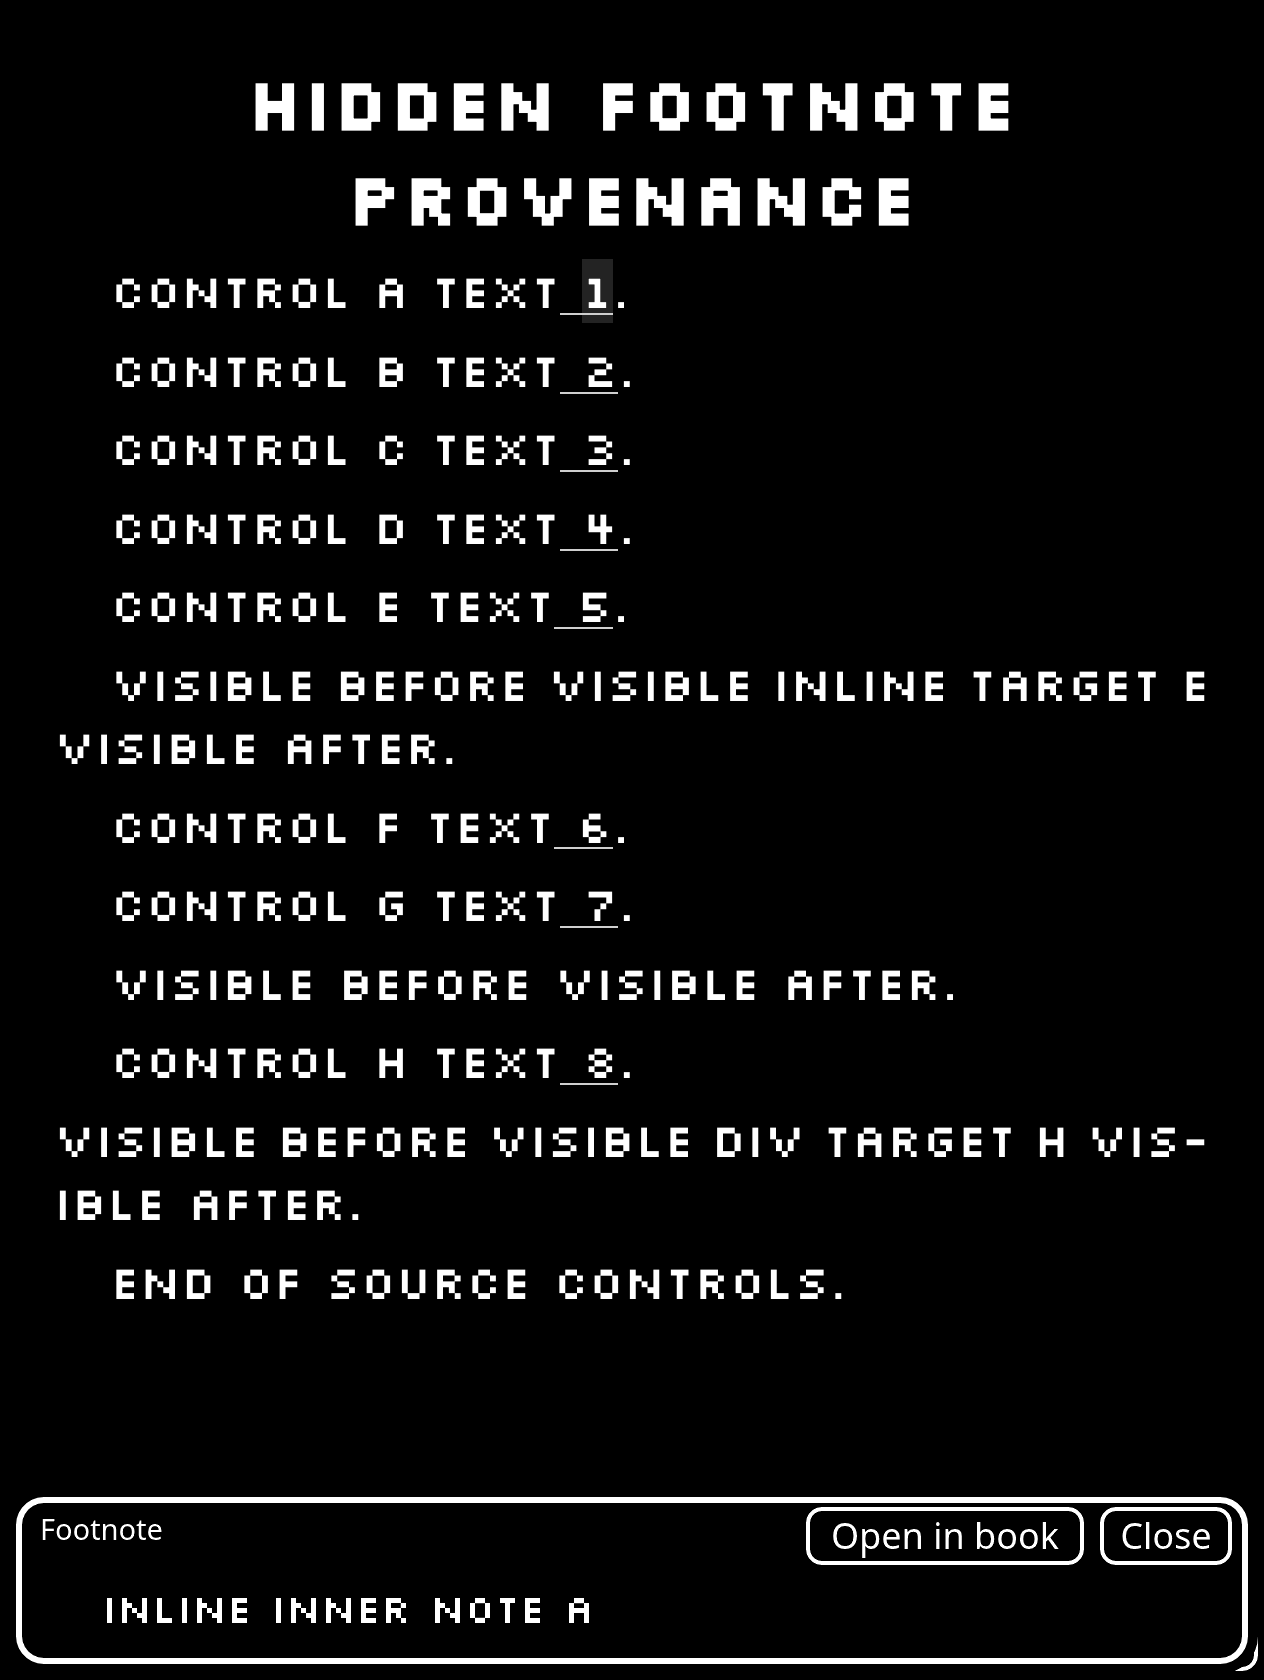 HIDDEN FOOTNOTE
PROVENANCE
CONTROL A TEXT 1.
CONTROL B TEXT 2.
CONTROL C TEXT 3.
CONTROL D TEXT 4.
CONTROL E TEXT 5.
VISIBLE BEFORE VISIBLE INLINE TARGET E
VISIBLE AFTER.
CONTROL F TEXT 6.
CONTROL G TEXT 7.
VISIBLE BEFORE VISIBLE AFTER.
CONTROL H TEXT 8.
VISIBLE BEFORE VISIBLE DIV TARGET H VIS-
IBLE AFTER.
END OF SOURCE CONTROLS.
Footnote Open in book Close
INLINE INNER NOTE A